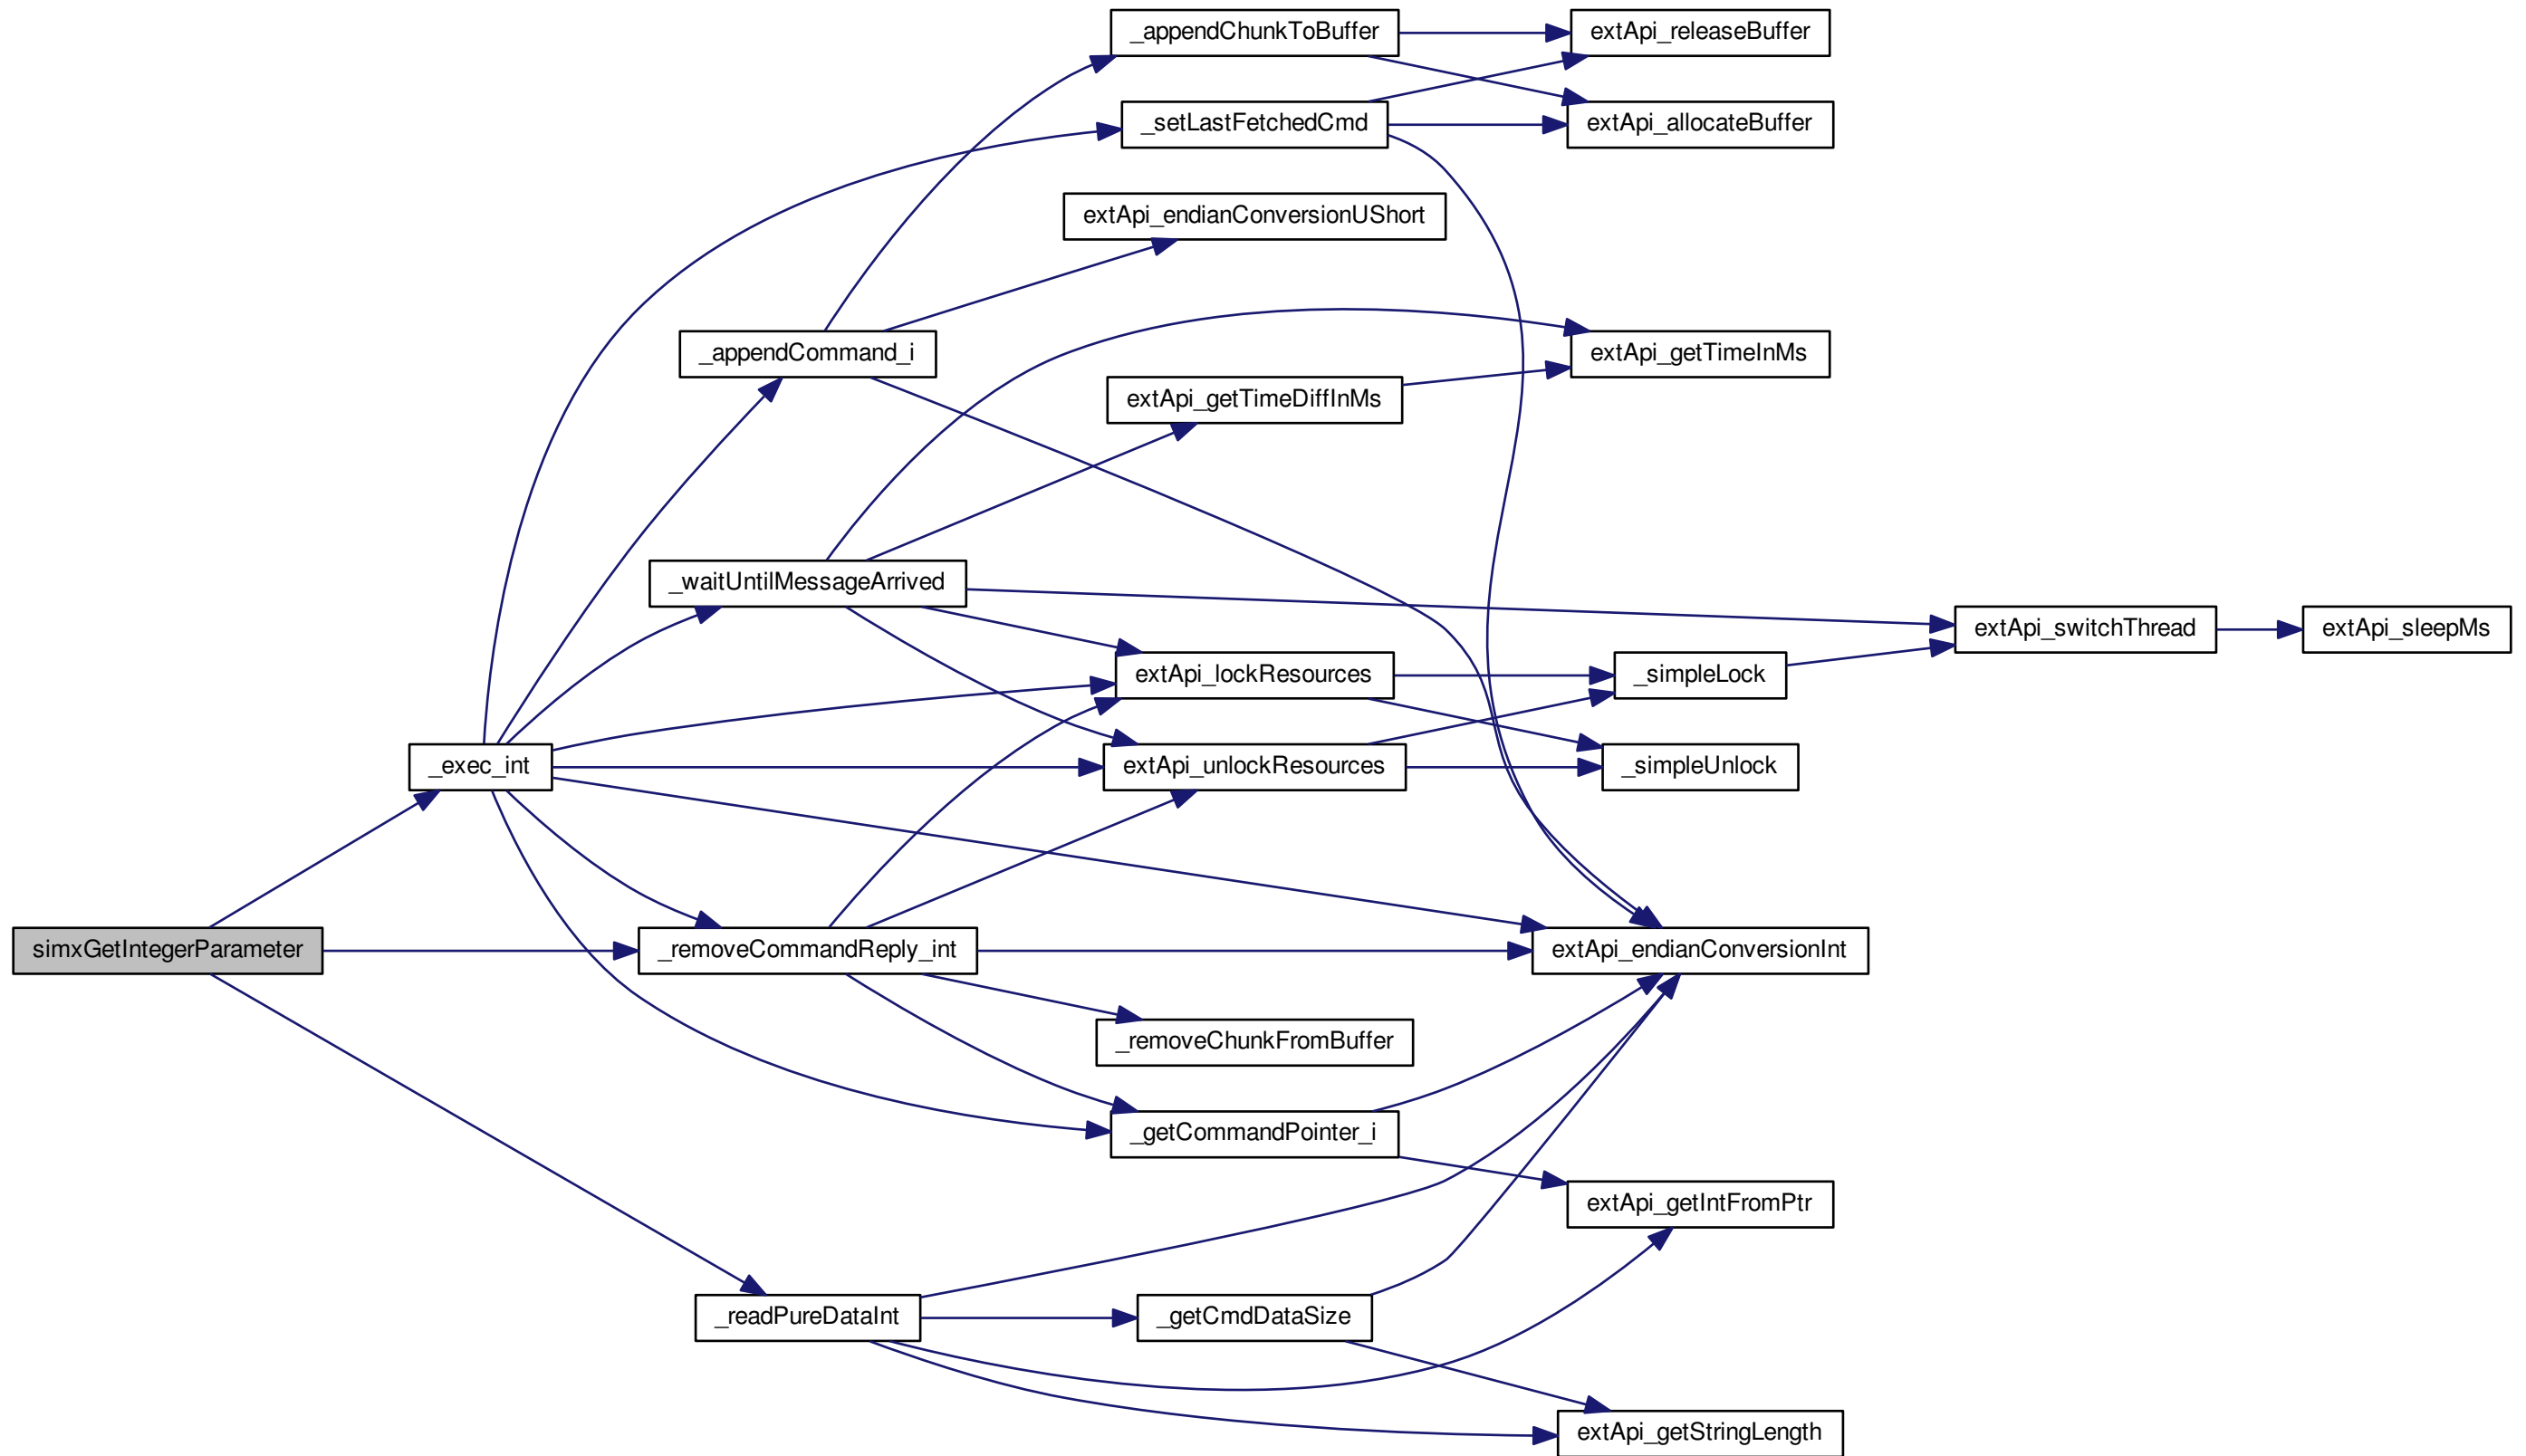 _appendChunkToBuffer
extApi_releaseBuffer
_setLastFetchedCmd
extApi_allocateBuffer
extApi_endianConversionUShort
_appendCommand_i
extApi_getTimeInMs
extApi_getTimeDiffInMs
_waitUntilMessageArrived
extApi_switchThread
extApi_sleepMs
extApi_lockResources
_simpleLock
_exec_int
extApi_unlockResources
_simpleUnlock
simxGetIntegerParameter
_removeCommandReply_int
extApi_endianConversionInt
_removeChunkFromBuffer
_getCommandPointer_i
extApi_getIntFromPtr
_readPureDataInt
_getCmdDataSize
extApi_getStringLength